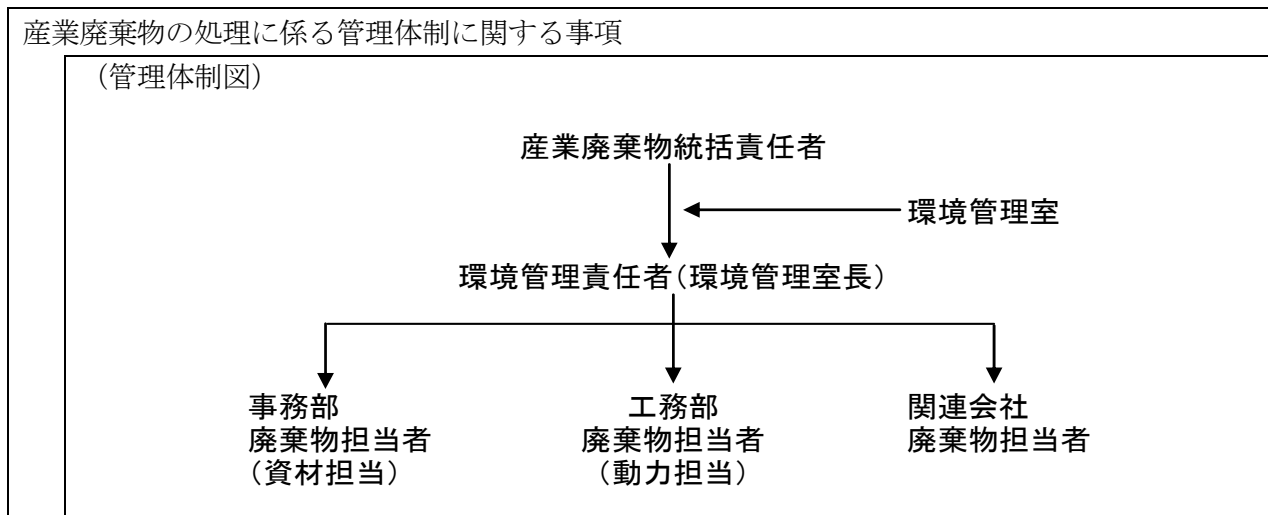 産業廃棄物の処理に係る管理体制に関する事項
（管理体制図）
産業廃棄物統括責任者
環境管理室
環境管理責任者（環境管理室長）
事務部
廃棄物担当者
（資材担当）
工務部
廃棄物担当者
（動力担当）
関連会社
廃棄物担当者